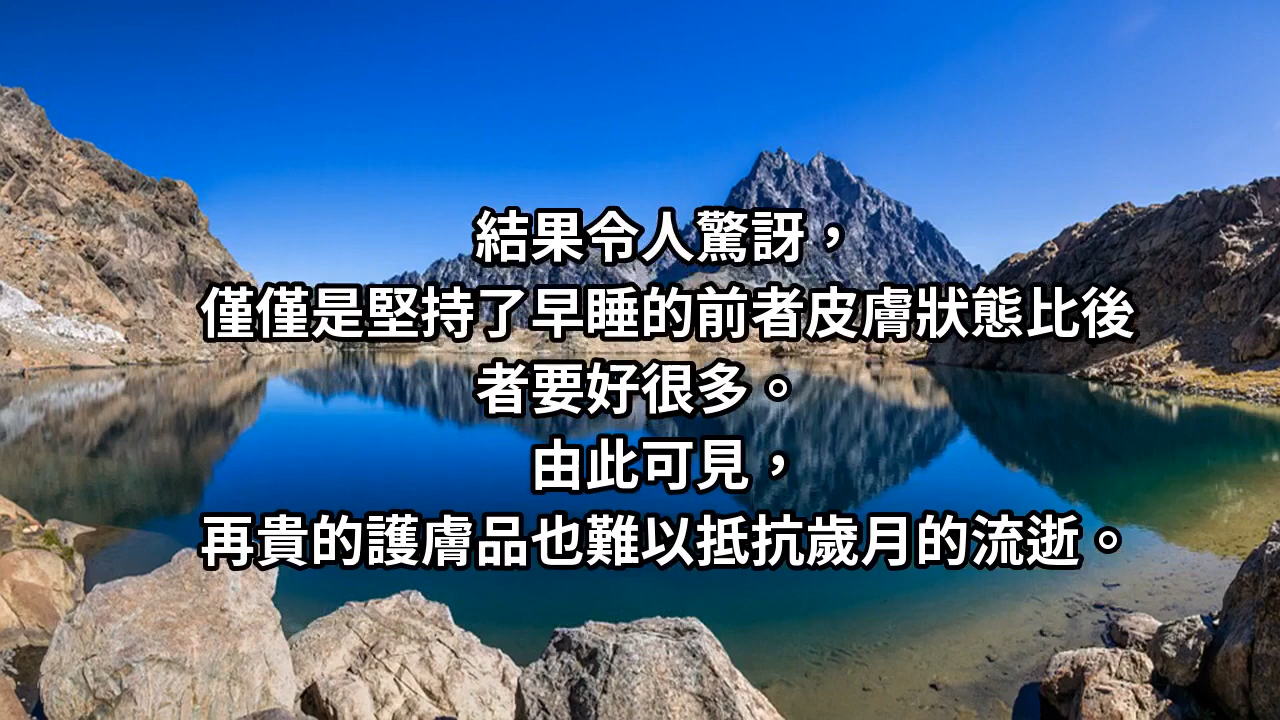 結果令人驚訝，
僅僅是堅持了早睡的前者皮膚狀態比後
者要好很多。
由此可見，
再貴的護膚品也難以抵抗歲月的流逝。